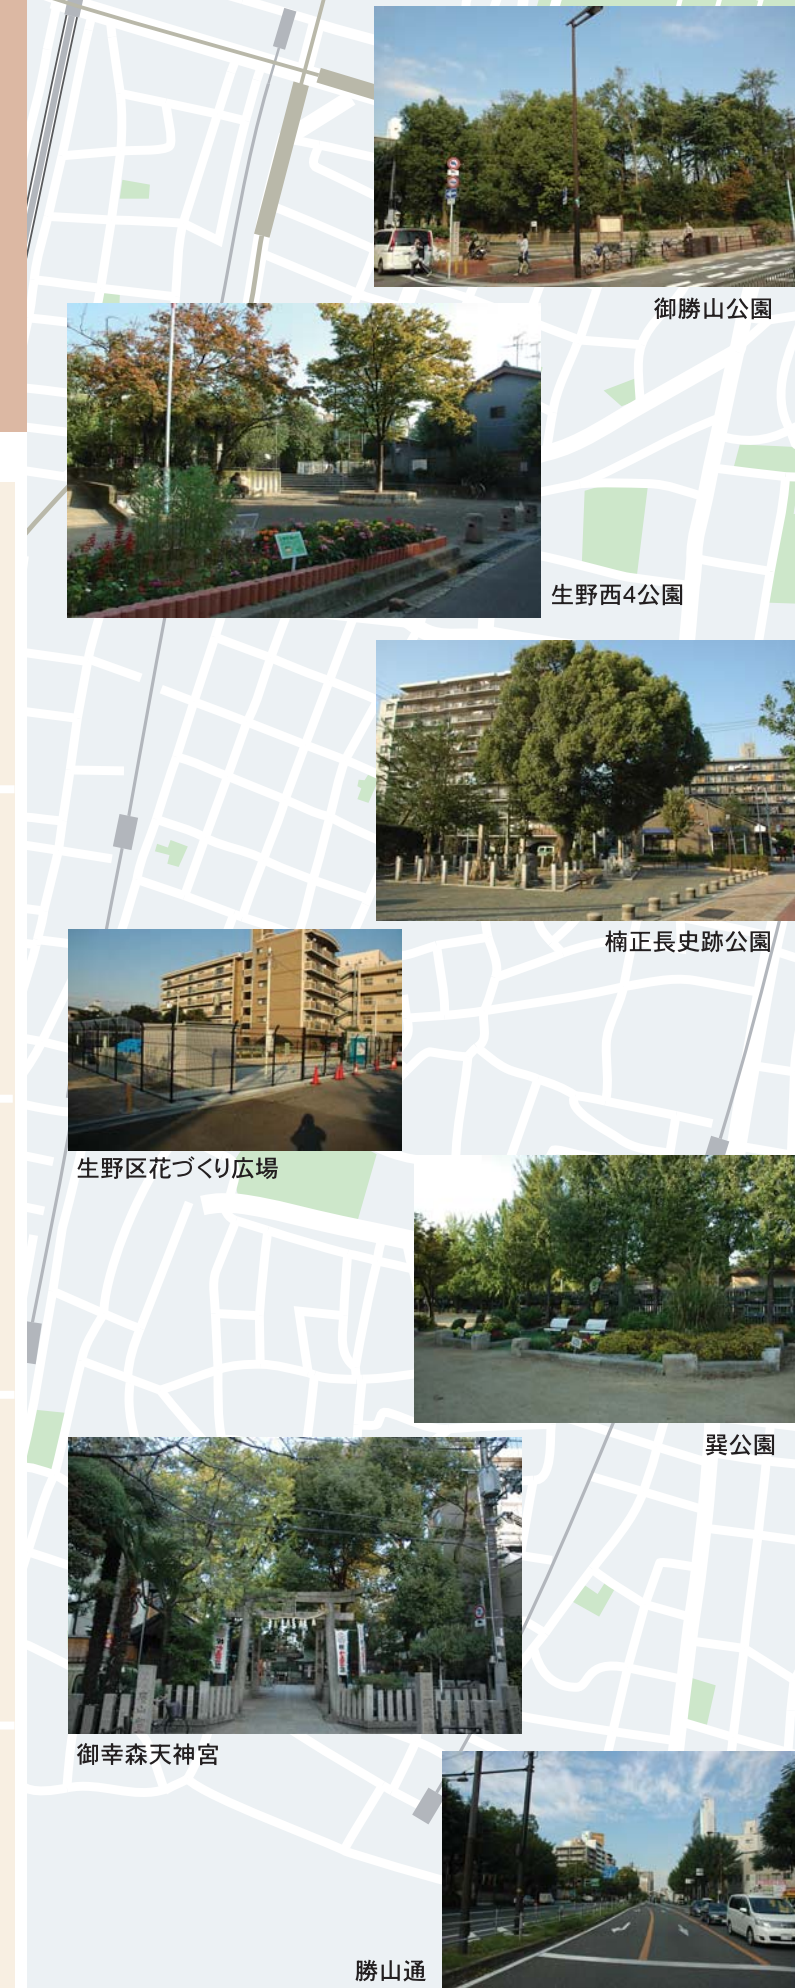 御勝山公園
生野西4公園
楠正長史跡公園
生野区花づくり広場
巽公園
御幸森天神宮
勝山通